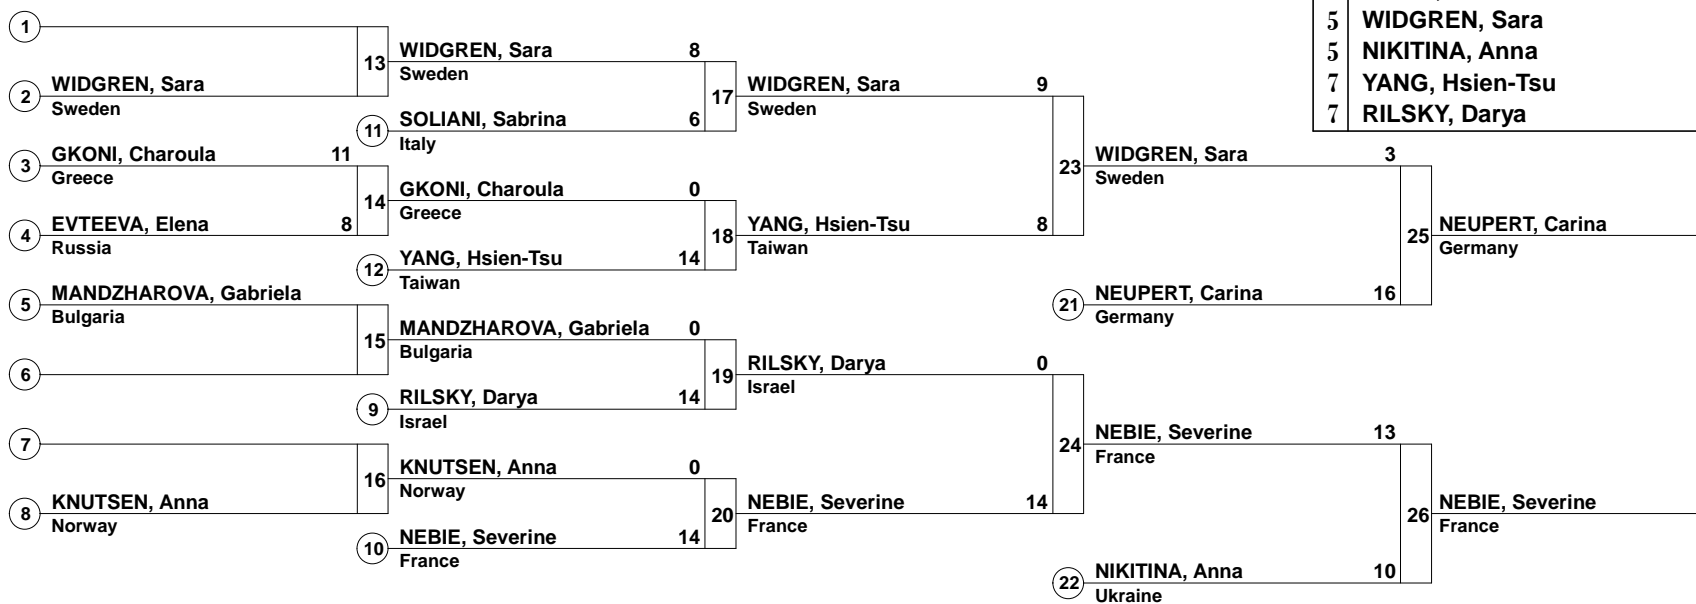 1
2 WIDGREN, Sara
Sweden
3 GKONI, Charoula 11
Greece
4 EVTEEVA, Elena 8
Russia
5 MANDZHAROVA, Gabriela
Bulgaria
6
7
8 KNUTSEN, Anna
Norway
13 WIDGREN, Sara 8
Sweden
11 SOLIANI, Sabrina 6
Italy
14 GKONI, Charoula 0
Greece
12 YANG, Hsien-Tsu 14
Taiwan
15 MANDZHAROVA, Gabriela 0
Bulgaria
9 RILSKY, Darya 14
Israel
16 KNUTSEN, Anna 0
Norway
10 NEBIE, Severine 14
France
17 WIDGREN, Sara 9
Sweden
18 YANG, Hsien-Tsu 8
Taiwan
19 RILSKY, Darya 0
Israel
20 NEBIE, Severine 14
France
23 WIDGREN, Sara 3
Sweden
21 NEUPERT, Carina 16
Germany
24 NEBIE, Severine 13
France
22 NIKITINA, Anna 10
Ukraine
25 NEUPERT, Carina
Germany
26 NEBIE, Severine
France
5 WIDGREN, Sara
5 NIKITINA, Anna
7 YANG, Hsien-Tsu
7 RILSKY, Darya